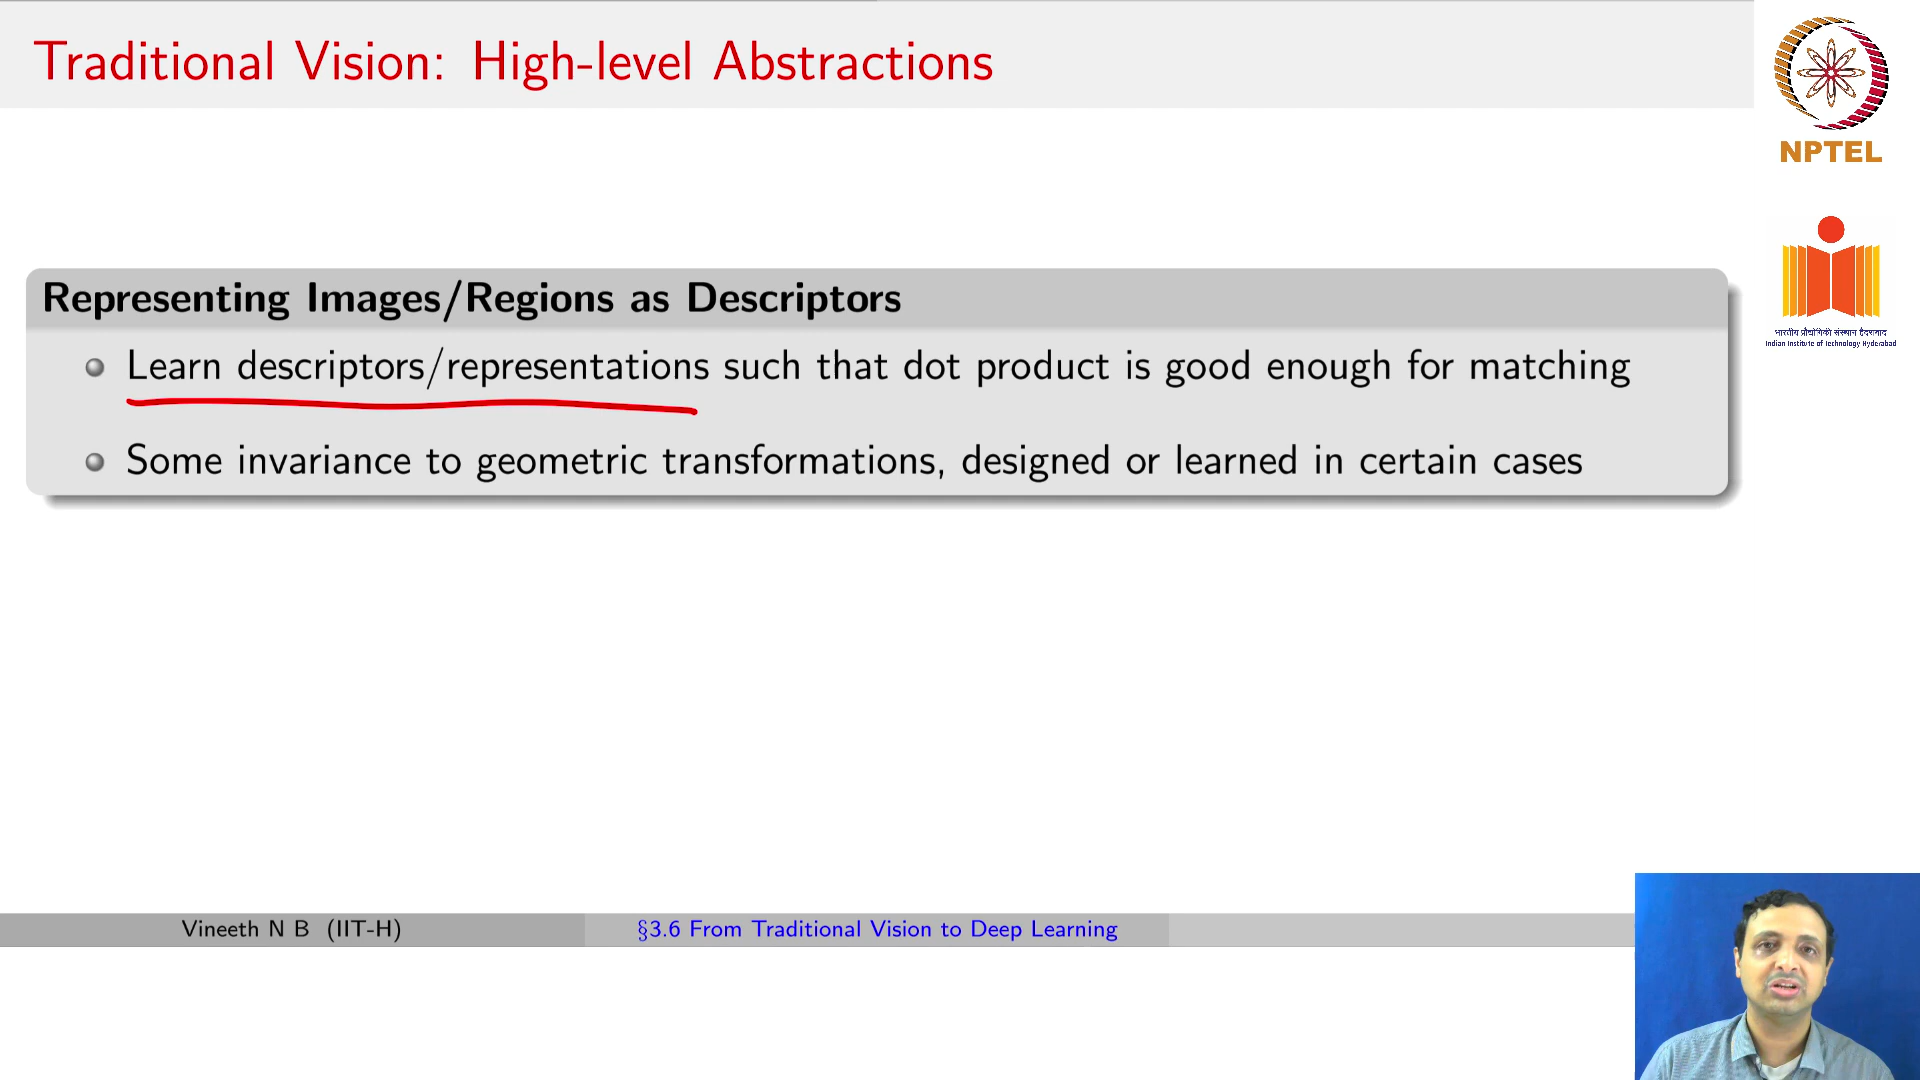 Traditional Vision: High-level Abstractions
NPTEL
भारतीय प्रौद्योगिकी संस्थान हैदराबाद
Indian Institute of Technology Hyderabad
Representing Images/Regions as Descriptors
Learn descriptors/representations such that dot product is good enough for matching
Some invariance to geometric transformations, designed or learned in certain cases
Vineeth N B (IIT-H)
§3.6 From Traditional Vision to Deep Learning